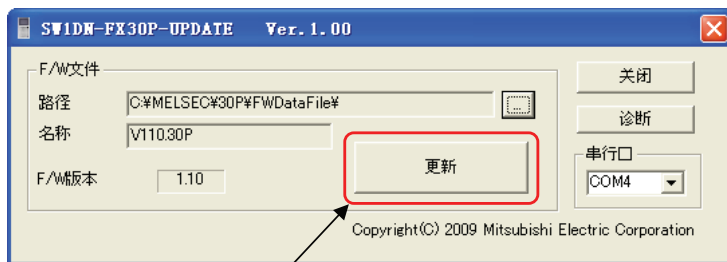 SW1DN-FX30P-UPDATE Ver.1.00
F/W文件
路径 C:¥MELSEC¥30P¥FWDataFile¥ ...
名称 V110.30P
F/W版本 1.10
更新
关闭
诊断
串行口
COM4
Copyright(C) 2009 Mitsubishi Electric Corporation